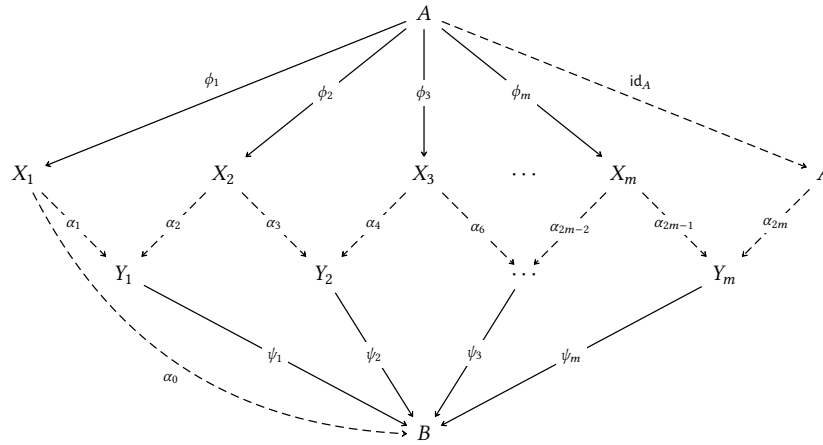 A
ϕ₁ ϕ₂ ϕ₃ ϕₘ id_A
X₁ X₂ X₃ ⋯ Xₘ A
α₁ α₂ α₃ α₄ α₆ α₂ₘ₋₂ α₂ₘ₋₁ α₂ₘ
Y₁ Y₂ ⋯ Yₘ
ψ₁ ψ₂ ψ₃ ψₘ
α₀
B